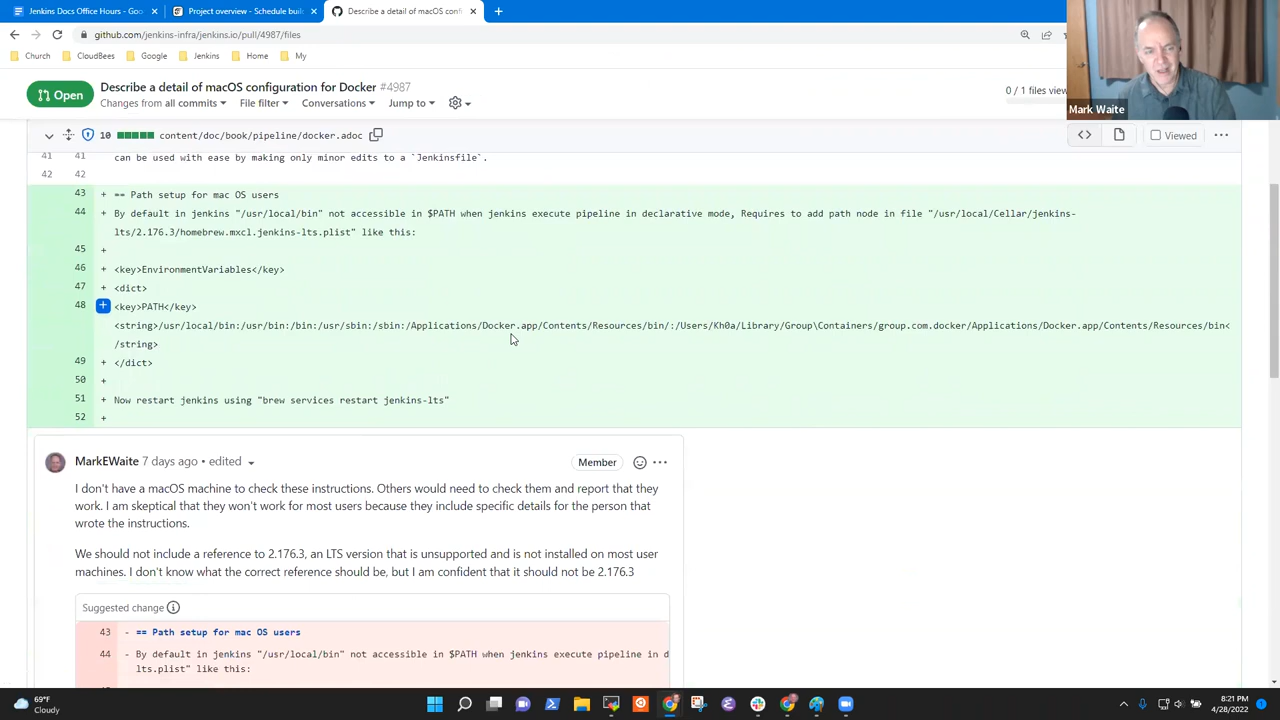 Jenkins Docs Office Hours - Goo
Project overview - Schedule buil
Describe a detail of macOS confi
github.com/jenkins-infra/jenkins.io/pull/4987/files
Church
CloudBees
Google
Jenkins
Home
My
Open
Describe a detail of macOS configuration for Docker #4987
Changes from all commits
File filter
Conversations
Jump to
0 / 1 files view
Mark Waite
10
content/doc/book/pipeline/docker.adoc
Viewed
41 41 can be used with ease by making only minor edits to a `Jenkinsfile`.
42 42
43 + == Path setup for mac OS users
44 + By default in jenkins "/usr/local/bin" not accessible in $PATH when jenkins execute pipeline in declarative mode, Requires to add path node in file "/usr/local/Cellar/jenkins-
lts/2.176.3/homebrew.mxcl.jenkins-lts.plist" like this:
45 +
46 + <key>EnvironmentVariables</key>
47 + <dict>
48 + <key>PATH</key>
<string>/usr/local/bin:/usr/bin:/bin:/usr/sbin:/sbin:/Applications/Docker.app/Contents/Resources/bin/:/Users/Kh0a/Library/Group\Containers/group.com.docker/Applications/Docker.app/Contents/Resources/bin<
/string>
49 + </dict>
50 +
51 + Now restart jenkins using "brew services restart jenkins-lts"
52 +
MarkEWaite 7 days ago • edited
Member
I don't have a macOS machine to check these instructions. Others would need to check them and report that they
work. I am skeptical that they won't work for most users because they include specific details for the person that
wrote the instructions.
We should not include a reference to 2.176.3, an LTS version that is unsupported and is not installed on most user
machines. I don't know what the correct reference should be, but I am confident that it should not be 2.176.3
Suggested change
43 - == Path setup for mac OS users
44 - By default in jenkins "/usr/local/bin" not accessible in $PATH when jenkins execute pipeline in d
lts.plist" like this:
69°F
Cloudy
8:21 PM
4/28/2022